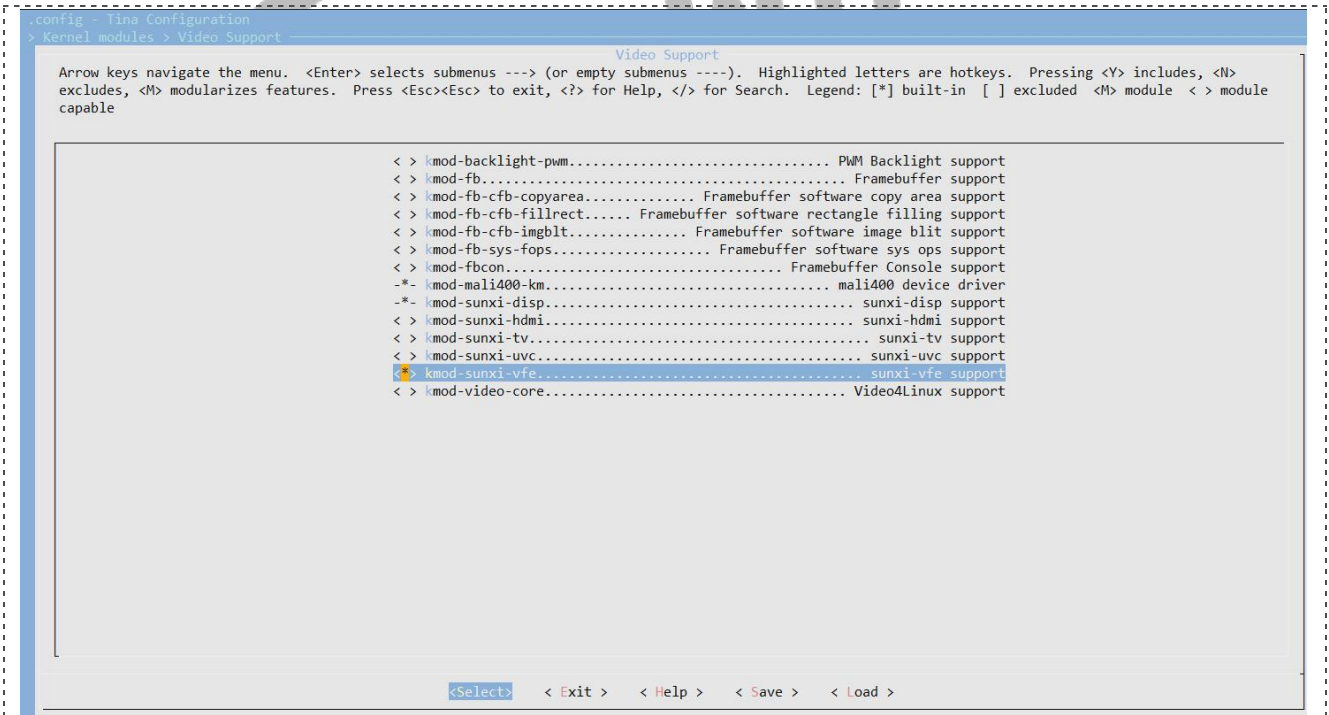 .config - Tina Configuration
> Kernel modules > Video Support
Video Support
Arrow keys navigate the menu.  <Enter> selects submenus ---> (or empty submenus ----).  Highlighted letters are hotkeys.  Pressing <Y> includes, <N>
excludes, <M> modularizes features.  Press <Esc><Esc> to exit, <?> for Help, </> for Search.  Legend: [*] built-in  [ ] excluded  <M> module  < > module
capable
< > kmod-backlight-pwm................................ PWM Backlight support
< > kmod-fb............................................. Framebuffer support
< > kmod-fb-cfb-copyarea.............. Framebuffer software copy area support
< > kmod-fb-cfb-fillrect...... Framebuffer software rectangle filling support
< > kmod-fb-cfb-imgblt............... Framebuffer software image blit support
< > kmod-fb-sys-fops.................... Framebuffer software sys ops support
< > kmod-fbcon.................................. Framebuffer Console support
-*- kmod-mali400-km................................... mali400 device driver
-*- kmod-sunxi-disp...................................... sunxi-disp support
< > kmod-sunxi-hdmi...................................... sunxi-hdmi support
< > kmod-sunxi-tv.......................................... sunxi-tv support
< > kmod-sunxi-uvc........................................ sunxi-uvc support
<*> kmod-sunxi-vfe........................................ sunxi-vfe support
< > kmod-video-core..................................... Video4Linux support
<Select>    < Exit >    < Help >    < Save >    < Load >